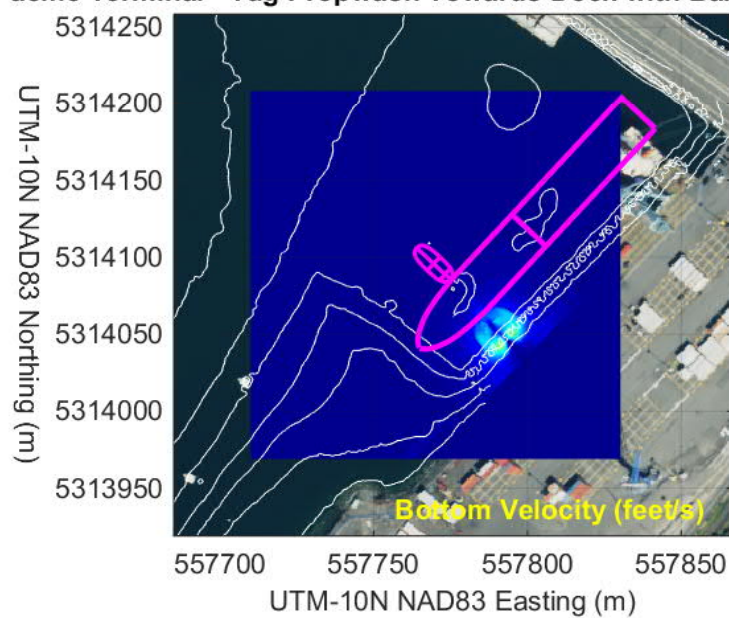 Terminal - Tug Propwash Towards Dock with
5314250
5314200
5314150
5314100
5314050
5314000
5313950
UTM-10N NAD83 Northing (m)
Bottom Velocity (feet/s)
557700 557750 557800 557850
UTM-10N NAD83 Easting (m)